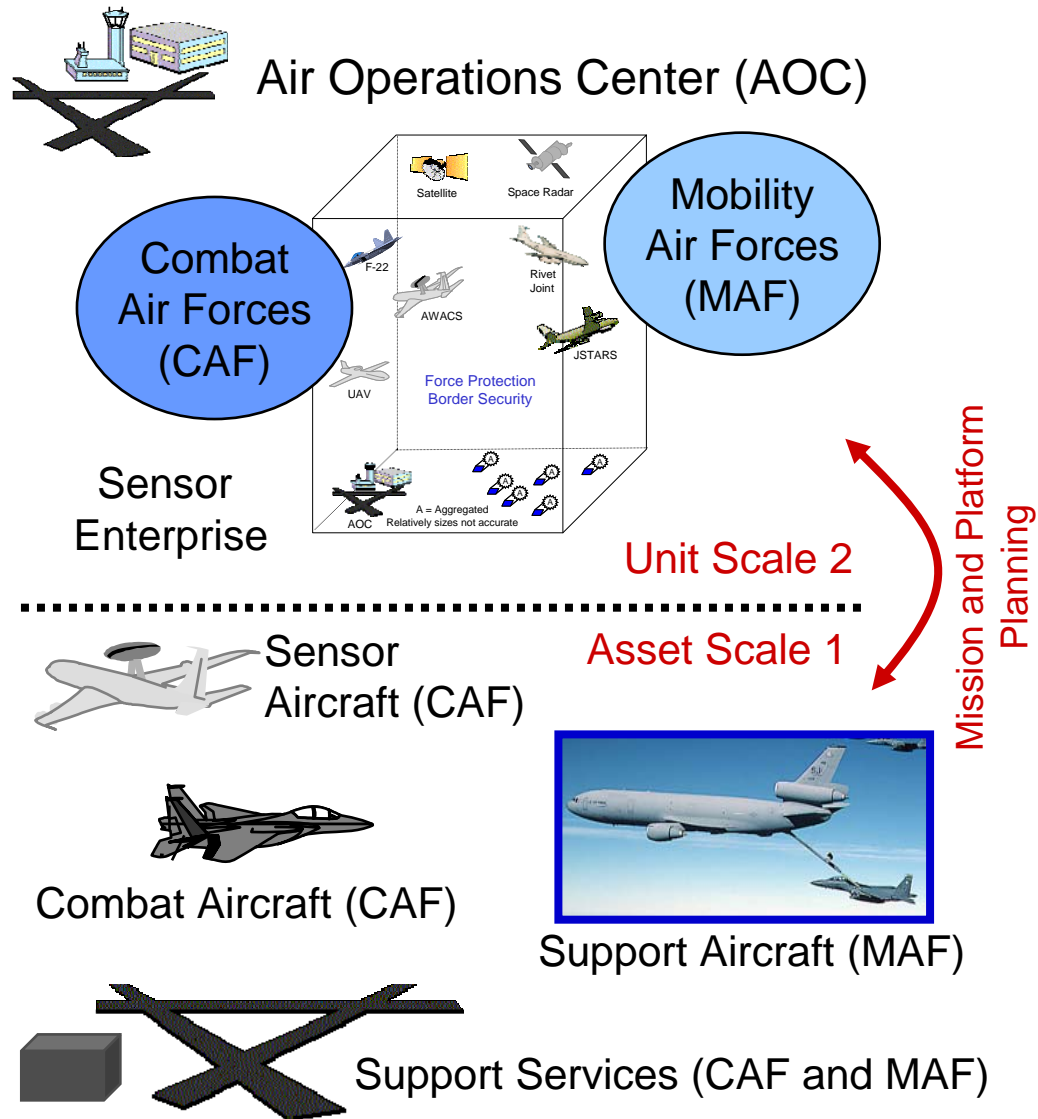 Air Operations Center (AOC)
Satellite
Space Radar
Combat
Air Forces
(CAF)
Mobility
Air Forces
(MAF)
F-22
Rivet
Joint
AWACS
JSTARS
UAV
Force Protection
Border Security
A
A
A
A
A
A
A
AOC
A = Aggregated
Relatively sizes not accurate
Sensor
Enterprise
Unit Scale 2
Mission and Platform
Planning
Asset Scale 1
Sensor
Aircraft (CAF)
Combat Aircraft (CAF)
Support Aircraft (MAF)
Support Services (CAF and MAF)